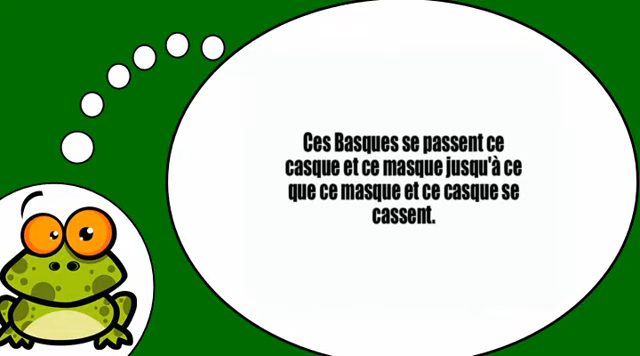 Ces Basques se passent ce
casque et ce masque jusqu'à ce
que ce masque et ce casque se
cassent.